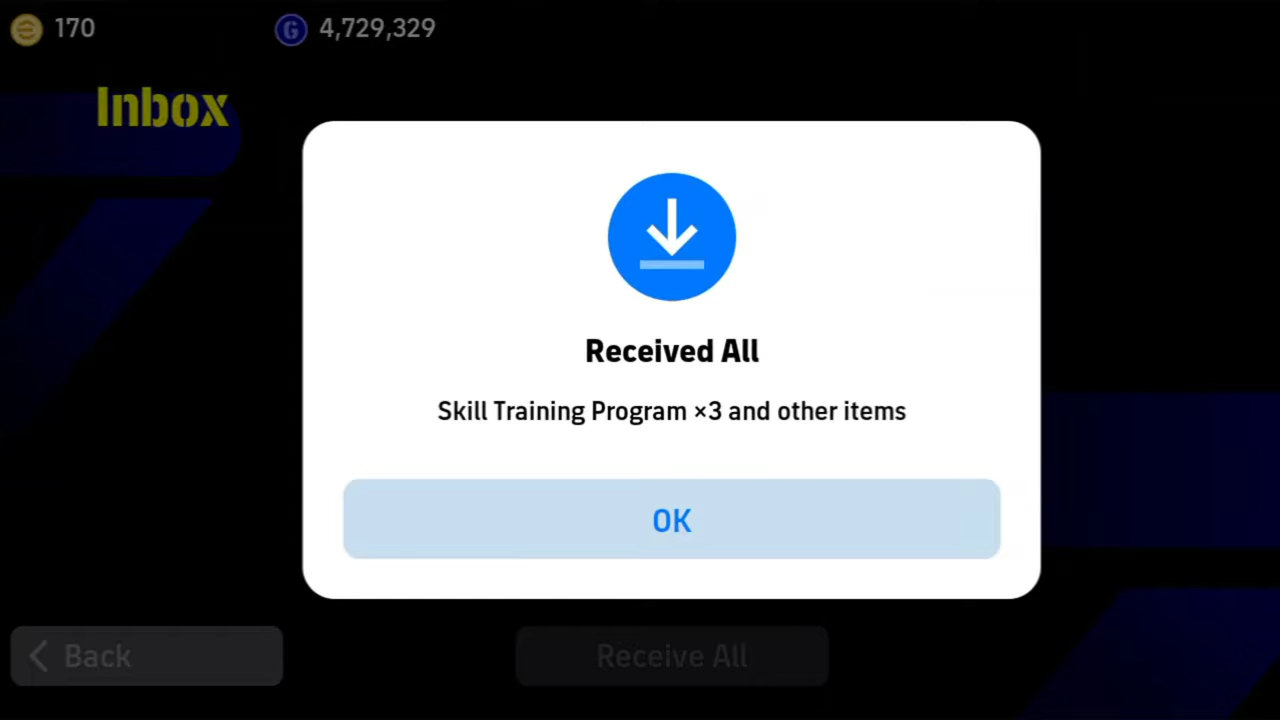 170
4,729,329
Inbox
Received All
Skill Training Program ×3 and other items
OK
Back
Receive All